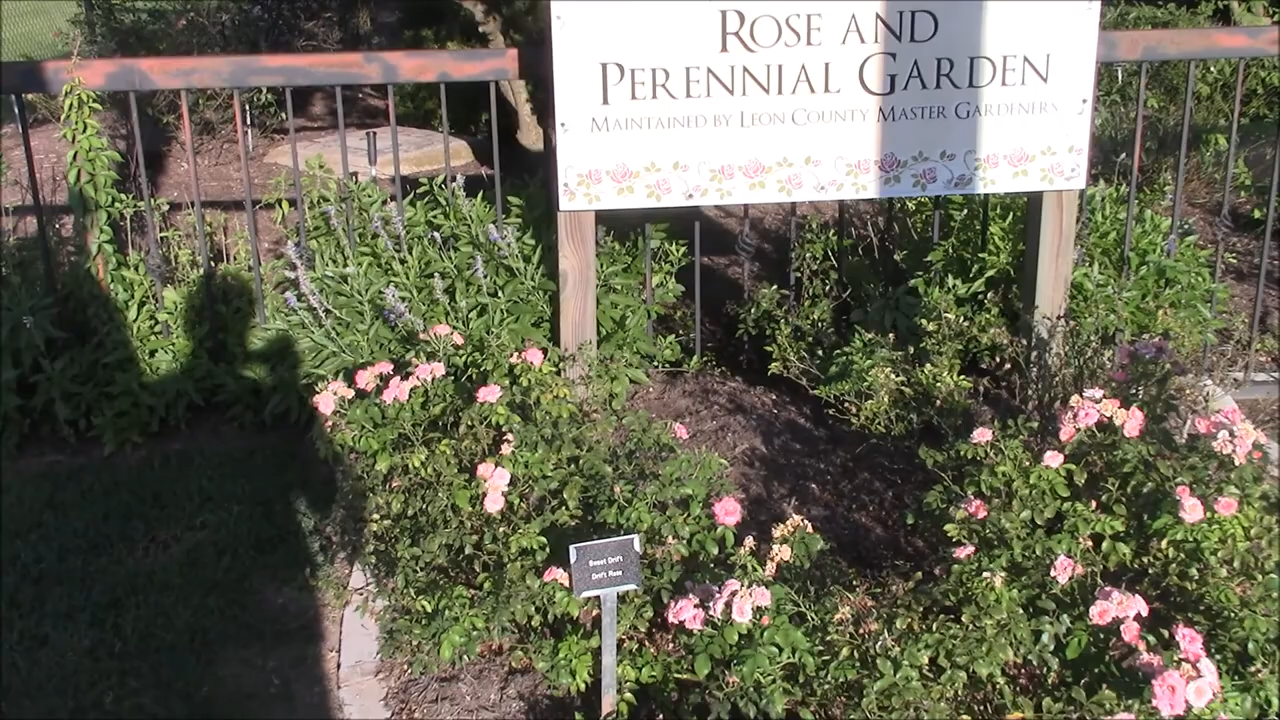 ROSE AND
PERENNIAL GARDEN
MAINTAINED BY LEON COUNTY MASTER GARDENERS
Sweet Drift
Drift Rose